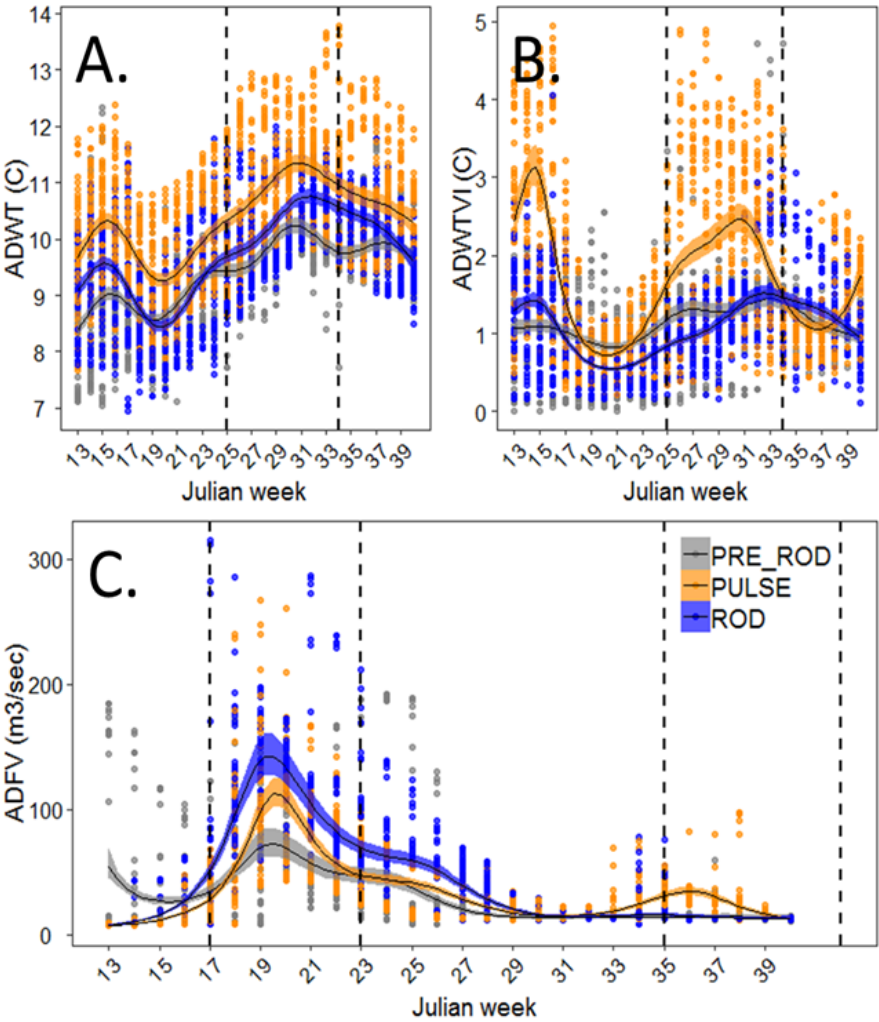 A.
ADWT (C)
14
13
12
11
10
9
8
7
13 15 17 19 21 23 25 27 29 31 33 35 37 39
Julian week
B.
ADWTVI (C)
5
4
3
2
1
0
13 15 17 19 21 23 25 27 29 31 33 35 37 39
Julian week
C.
ADFV (m3/sec)
300
200
100
0
PRE_ROD
PULSE
ROD
13 15 17 19 21 23 25 27 29 31 33 35 37 39
Julian week